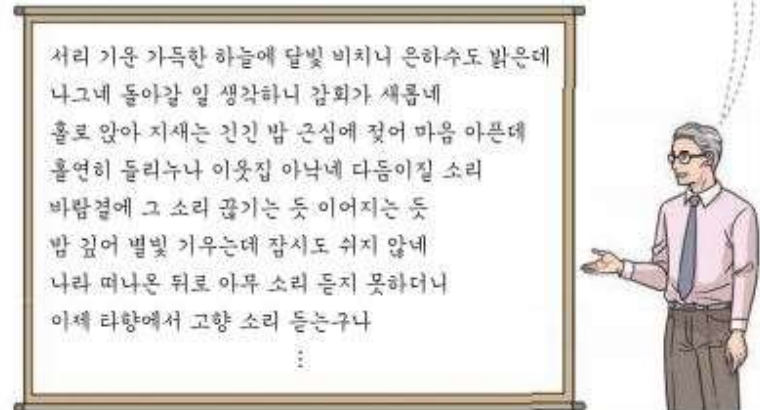 서리 기운 가득한 하늘에 달빛 비치니 은하수도 밝은데
나그네 돌아갈 일 생각하니 감회가 새롭네
홀로 앉아 지새는 긴긴 밤 근심에 젖어 마음 아픈데
홀연히 들리누나 이웃집 아낙네 다듬이질 소리
바람결에 그 소리 끊기는 듯 이어지는 듯
밤 깊어 별빛 기우는데 잠시도 쉬지 않네
나라 떠나온 뒤로 아무 소리 듣지 못하더니
이제 타향에서 고향 소리 듣는구나
⋮